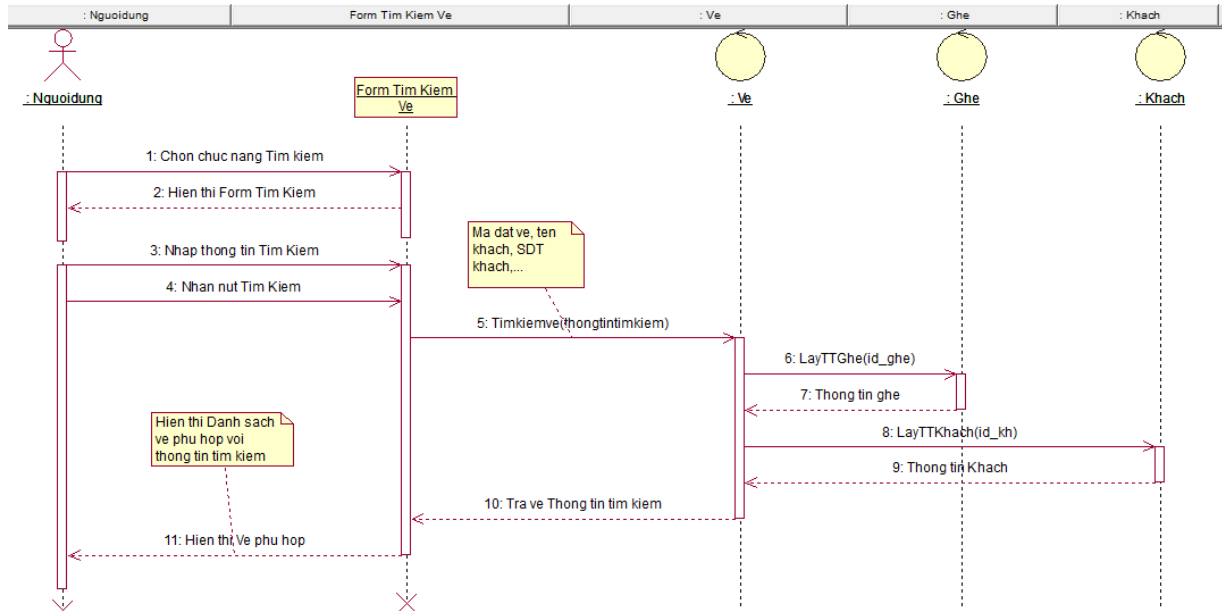 : Nguoidung
Form Tim Kiem Ve
: Ve
: Ghe
: Khach
: Nguoidung
Form Tim Kiem
Ve
: Ve
: Ghe
: Khach
1: Chon chuc nang Tim kiem
2: Hien thi Form Tim Kiem
3: Nhap thong tin Tim Kiem
4: Nhan nut Tim Kiem
Ma dat ve, ten
khach, SDT
khach,...
5: Timkiemve(thongtintimkiem)
6: LayTTGhe(id_ghe)
7: Thong tin ghe
8: LayTTKhach(id_kh)
9: Thong tin Khach
Hien thi Danh sach
ve phu hop voi
thong tin tim kiem
10: Tra ve Thong tin tim kiem
11: Hien thi Ve phu hop